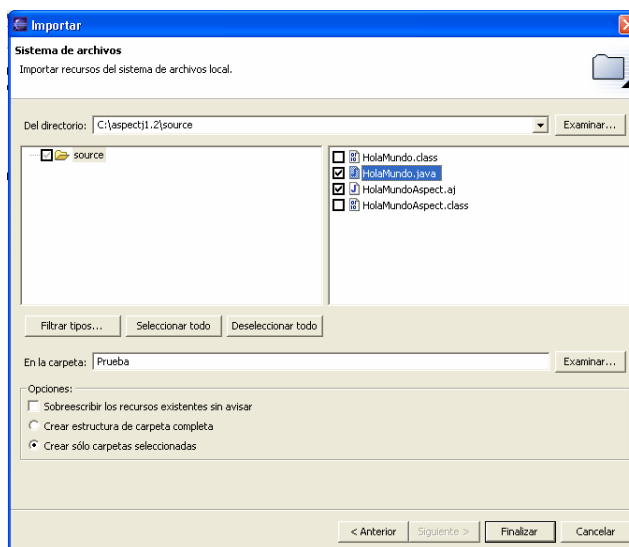 Importar
Sistema de archivos
Importar recursos del sistema de archivos local.
Del directorio: C:\aspectj1.2\source Examinar...
source
HolaMundo.class
HolaMundo.java
HolaMundoAspect.aj
HolaMundoAspect.class
Filtrar tipos... Seleccionar todo Deseleccionar todo
En la carpeta: Prueba Examinar...
Opciones:
Sobreescribir los recursos existentes sin avisar
Crear estructura de carpeta completa
Crear sólo carpetas seleccionadas
< Anterior Siguiente > Finalizar Cancelar